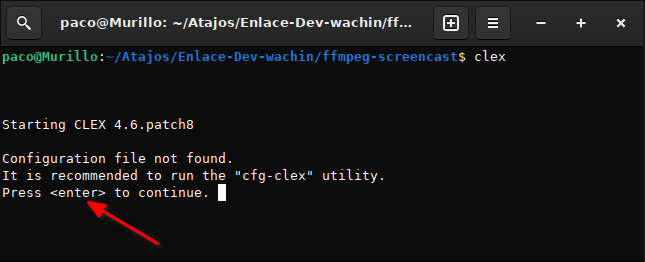 paco@Murillo: ~/Atajos/Enlace-Dev-wachin/ff...
paco@Murillo:~/Atajos/Enlace-Dev-wachin/ffmpeg-screencast$ clex
Starting CLEX 4.6.patch8
Configuration file not found.
It is recommended to run the "cfg-clex" utility.
Press <enter> to continue.